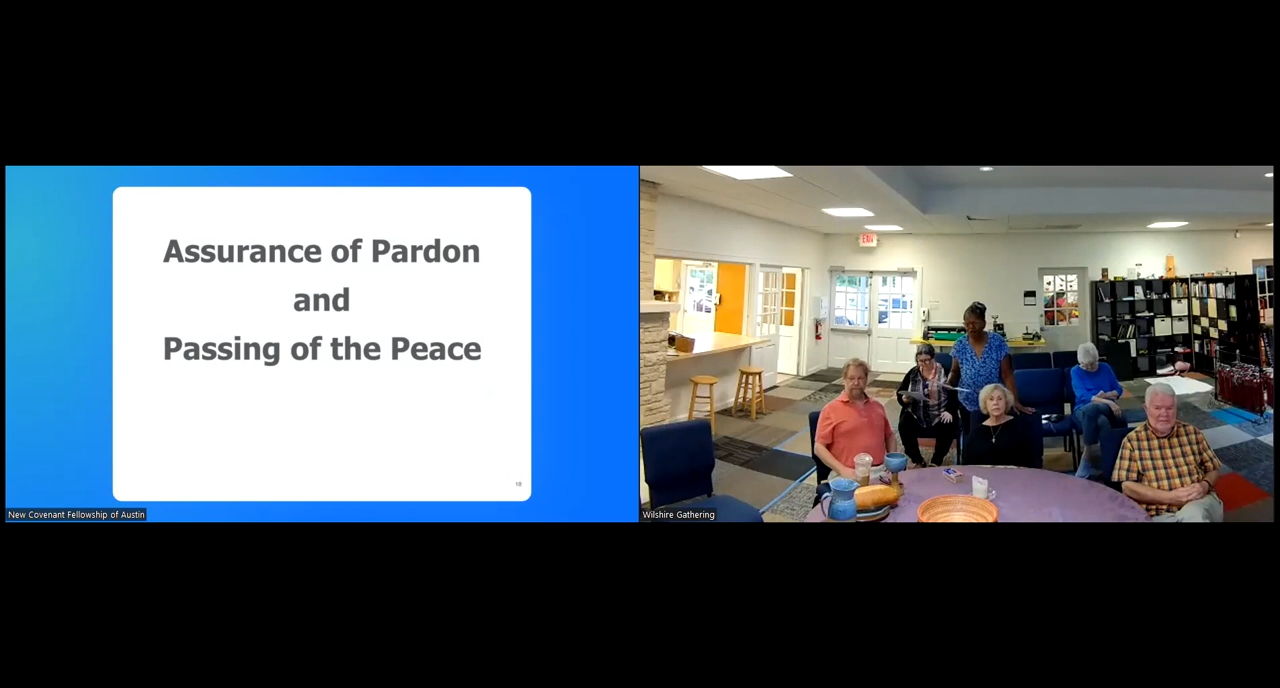 Assurance of Pardon
and
Passing of the Peace
18
New Covenant Fellowship of Austin
EXIT
Wilshire Gathering